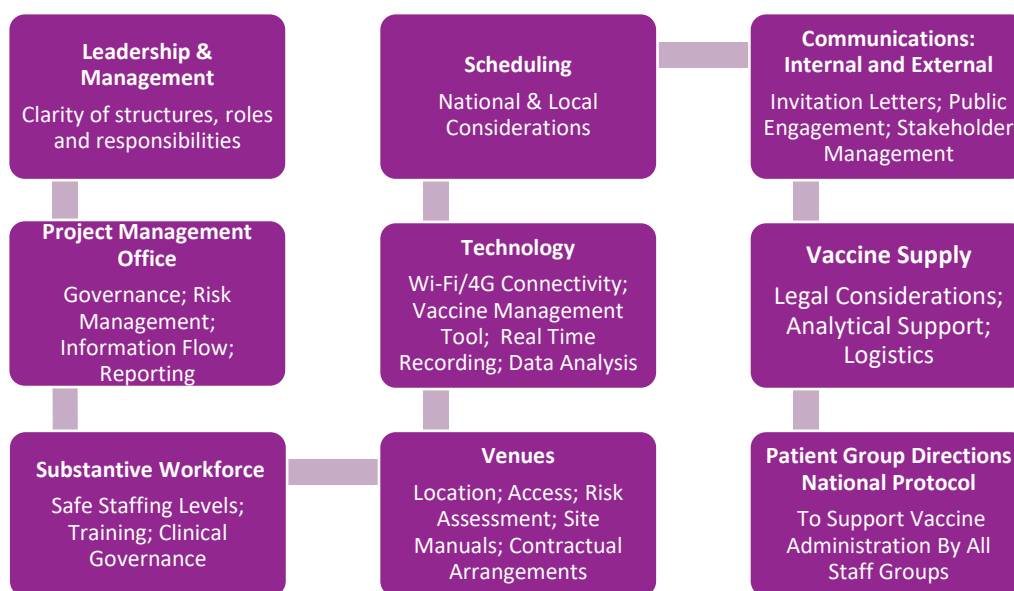 Leadership &
Management
Clarity of structures, roles
and responsibilities
Project Management
Office
Governance; Risk
Management;
Information Flow;
Reporting
Substantive Workforce
Safe Staffing Levels;
Training; Clinical
Governance
Venues
Location; Access; Risk
Assessment; Site
Manuals; Contractual
Arrangements
Technology
Wi-Fi/4G Connectivity;
Vaccine Management
Tool; Real Time
Recording; Data Analysis
Scheduling
National & Local
Considerations
Communications:
Internal and External
Invitation Letters; Public
Engagement; Stakeholder
Management
Vaccine Supply
Legal Considerations;
Analytical Support;
Logistics
Patient Group Directions
National Protocol
To Support Vaccine
Administration By All
Staff Groups